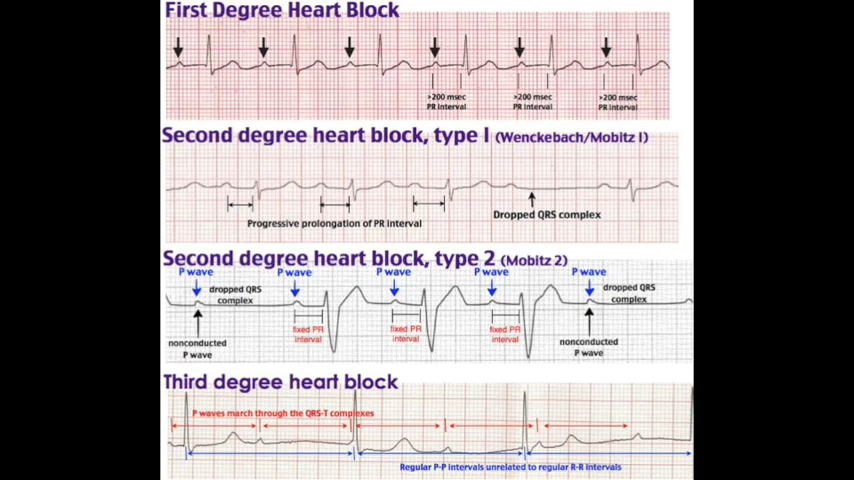 First Degree Heart Block
>200 msec >200 msec >200 msec
PR interval PR interval PR interval
Second degree heart block, type I (Wenckebach/Mobitz I)
Progressive prolongation of PR interval
Dropped QRS complex
Second degree heart block, type 2 (Mobitz 2)
P wave P wave P wave P wave P wave
dropped QRS dropped QRS
complex complex
fixed PR fixed PR fixed PR
interval interval interval
nonconducted nonconducted
P wave P wave
Third degree heart block
P waves march through the QRS-T complexes
Regular P-P intervals unrelated to regular R-R intervals